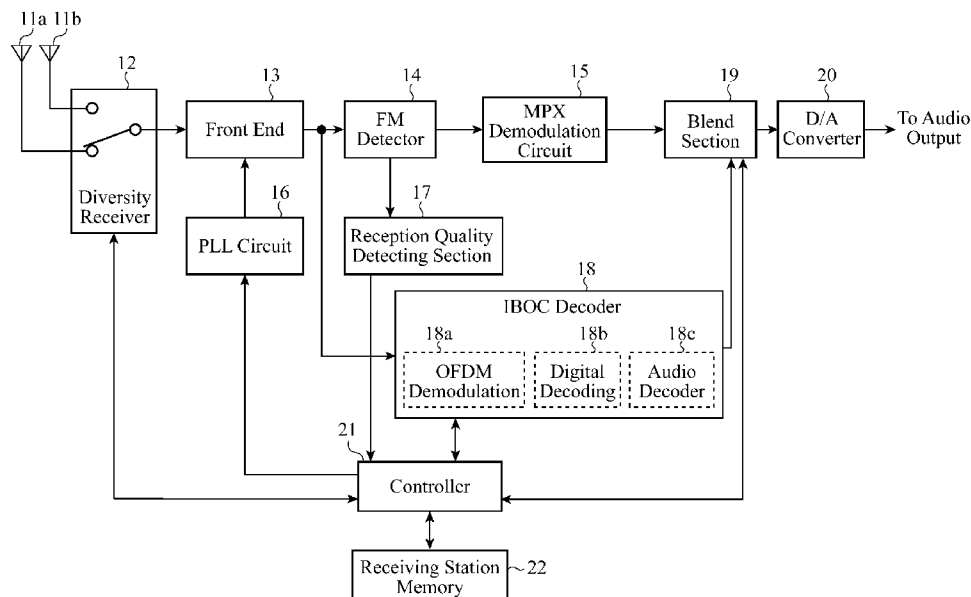 11a 11b
12
13
14
15
19
20
Front End
FM
Detector
MPX
Demodulation
Circuit
Blend
Section
D/A
Converter
To Audio
Output
Diversity
Receiver
16
17
PLL Circuit
Reception Quality
Detecting Section
18
IBOC Decoder
18a
18b
18c
OFDM
Demodulation
Digital
Decoding
Audio
Decoder
21
Controller
Receiving Station
Memory
22